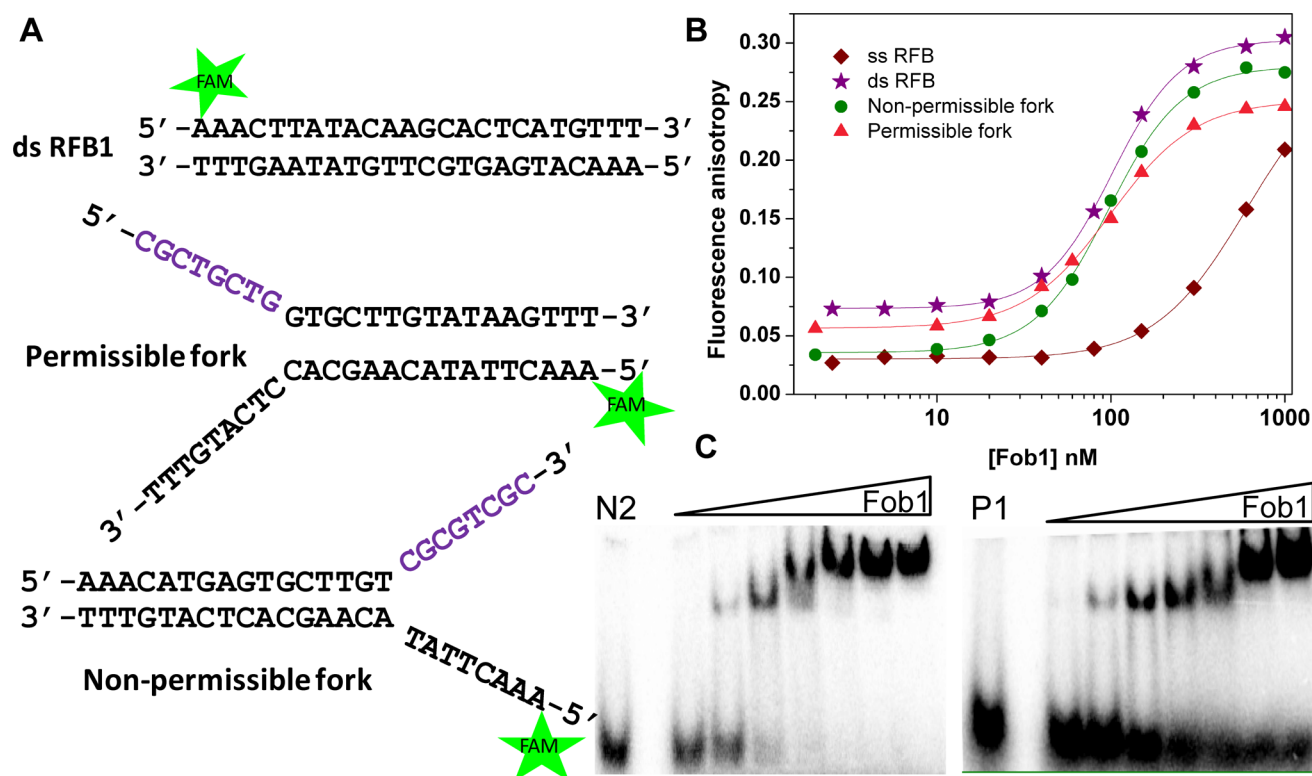 A
FAM
ds RFB1
5′-AAACTTATACAAGCACTCATGTTT-3′
3′-TTTGAATATGTTCGTGAGTACAAA-5′
5′-CGCTGCTG
GTGCTTGTATAAGTTT-3′
Permissible fork
CACGAACATATTCAAA-5′
FAM
3′-TTTGTACTC
CGCGTCGC-3′
5′-AAACATGAGTGCTTGT
3′-TTTGTACTCACGAACA
TATTCAAA-5′
Non-permissible fork
FAM
B
Fluorescence anisotropy
0.30
0.25
0.20
0.15
0.10
0.05
0.00
ss RFB
ds RFB
Non-permissible fork
Permissible fork
10
100
1000
[Fob1] nM
C
N2
Fob1
P1
Fob1